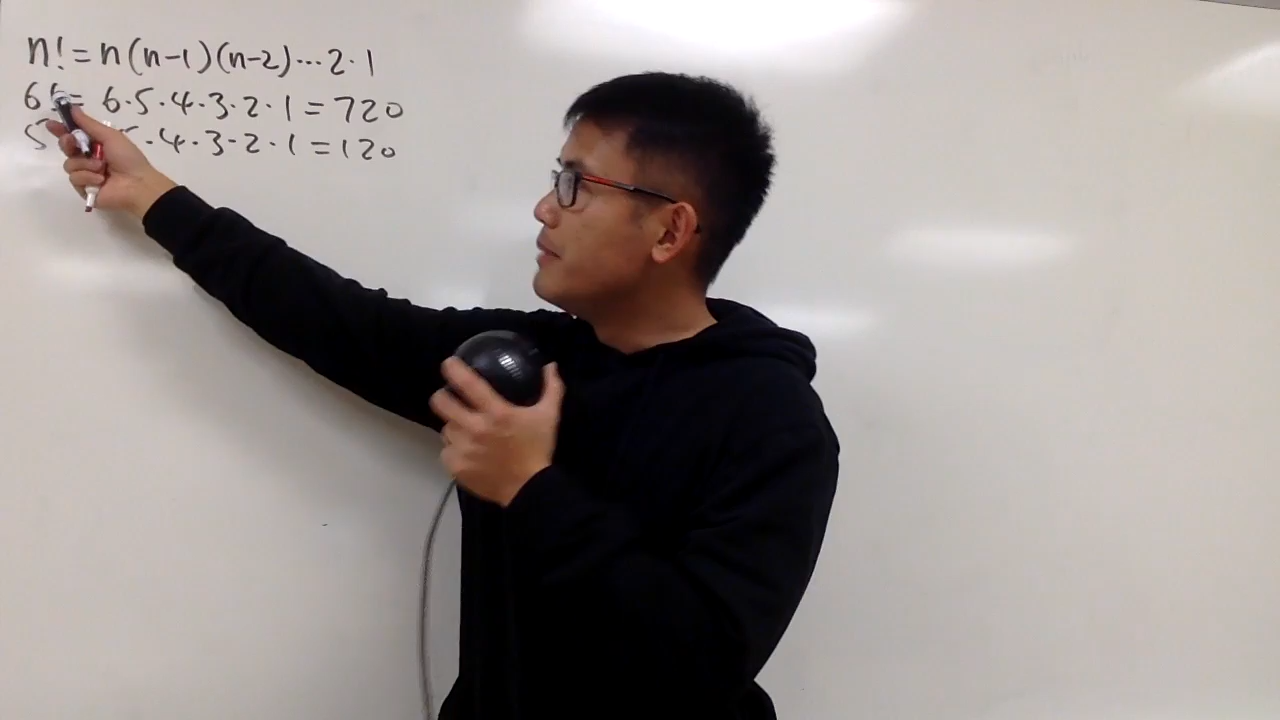 n! = n(n-1)(n-2)···2·1
6! = 6·5·4·3·2·1 = 720
5 ·4·3·2·1 = 120